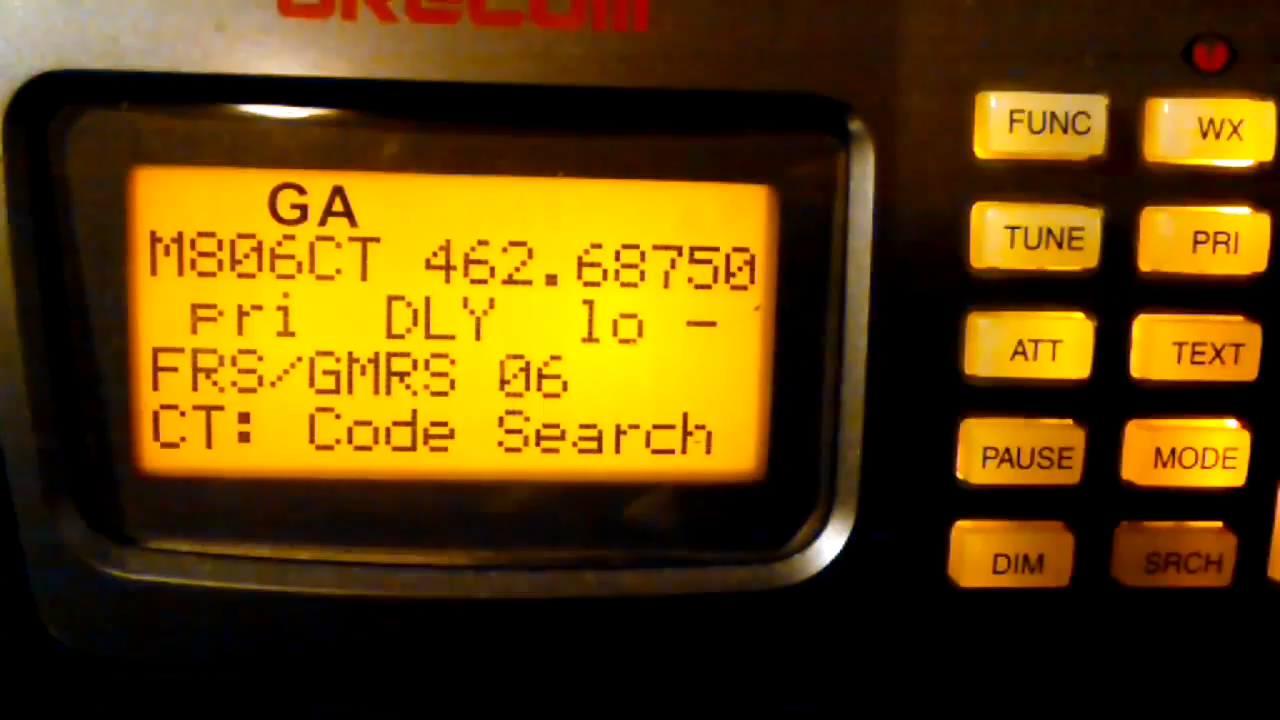 GRECOM
GA
M806CT 462.68750
pri DLY lo -
FRS/GMRS 06
CT: Code Search
FUNC WX
TUNE PRI
ATT TEXT
PAUSE MODE
DIM SRCH